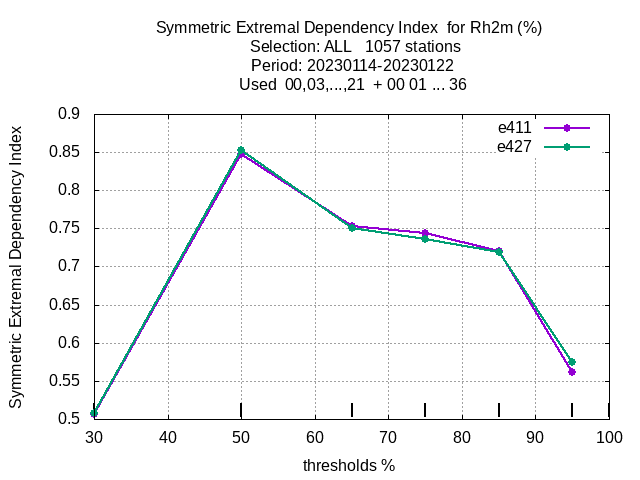 Symmetric Extremal Dependency Index  for Rh2m (%)
Selection: ALL   1057 stations
Period: 20230114-20230122
Used  00,03,...,21  + 00 01 ... 36
e411
e427
0.9
0.85
0.8
0.75
0.7
0.65
0.6
0.55
0.5
Symmetric Extremal Dependency Index
30 40 50 60 70 80 90 100
thresholds %